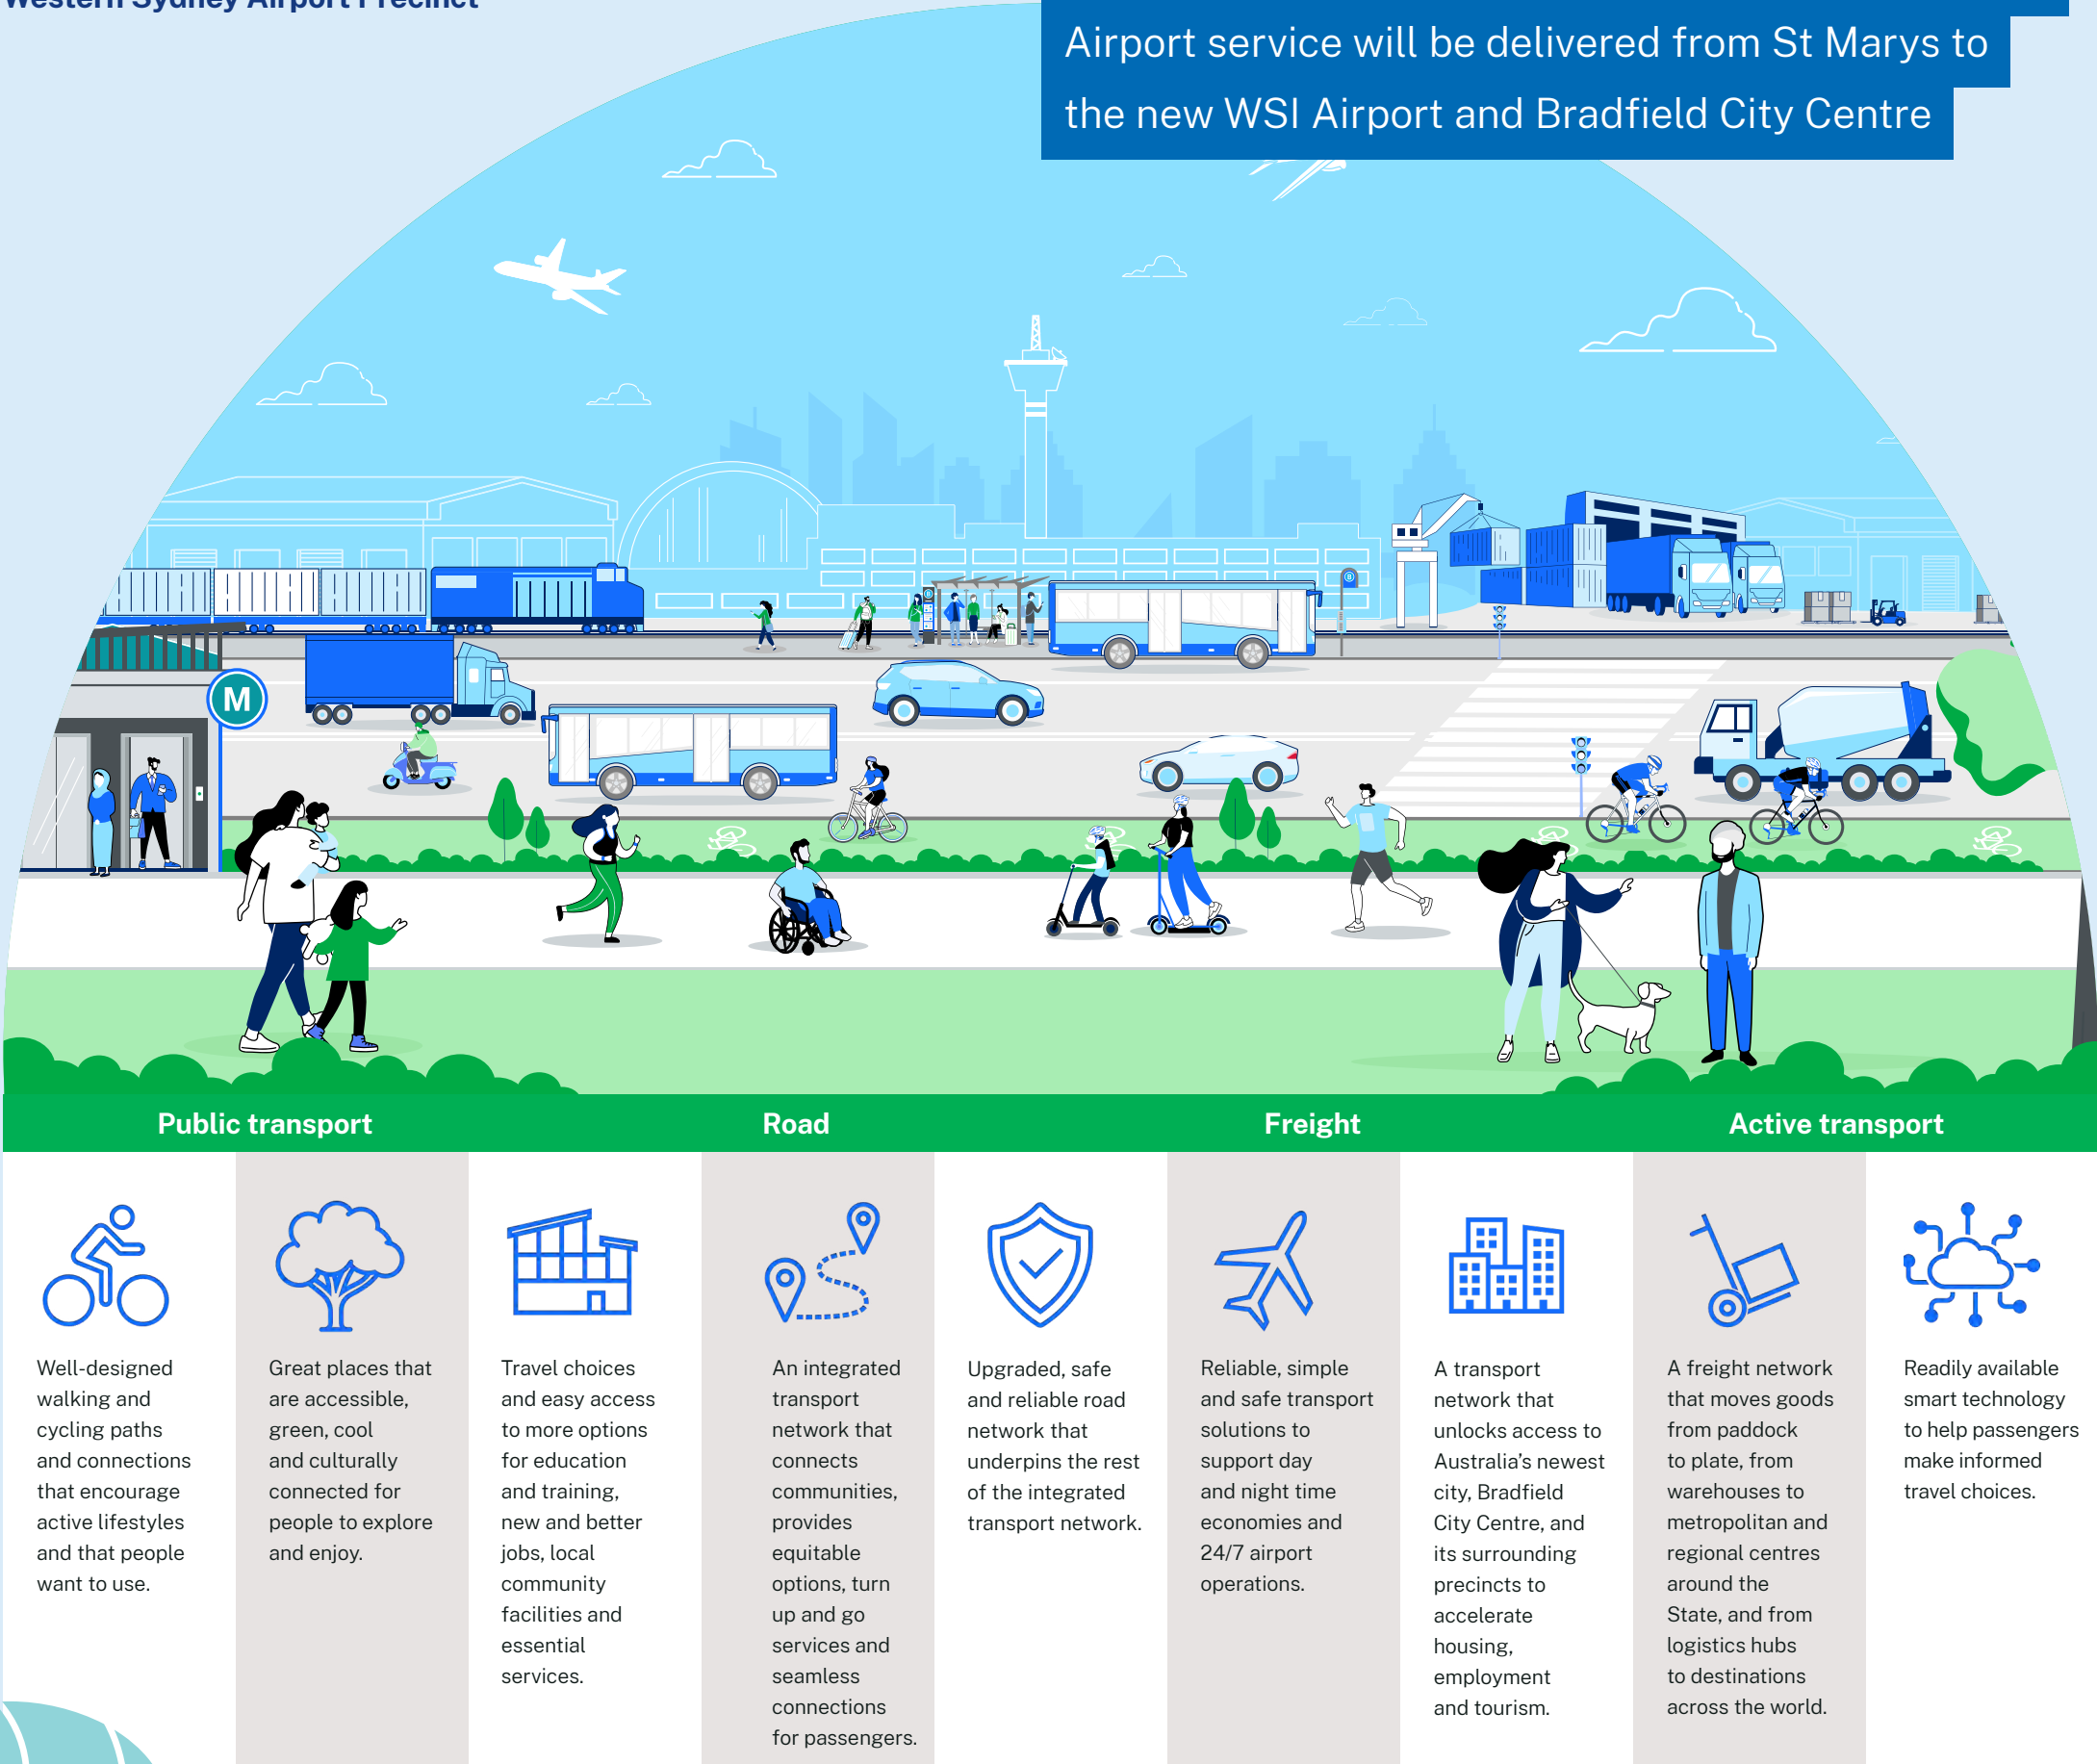 Western Sydney Airport Precinct
Airport service will be delivered from St Marys to
the new WSI Airport and Bradfield City Centre
M
Public transport
Road
Freight
Active transport
Well-designed
walking and
cycling paths
and connections
that encourage
active lifestyles
and that people
want to use.
Great places that
are accessible,
green, cool
and culturally
connected for
people to explore
and enjoy.
Travel choices
and easy access
to more options
for education
and training,
new and better
jobs, local
community
facilities and
essential
services.
An integrated
transport
network that
connects
communities,
provides
equitable
options, turn
up and go
services and
seamless
connections
for passengers.
Upgraded, safe
and reliable road
network that
underpins the rest
of the integrated
transport network.
Reliable, simple
and safe transport
solutions to
support day
and night time
economies and
24/7 airport
operations.
A transport
network that
unlocks access to
Australia’s newest
city, Bradfield
City Centre, and
its surrounding
precincts to
accelerate
housing,
employment
and tourism.
A freight network
that moves goods
from paddock
to plate, from
warehouses to
metropolitan and
regional centres
around the
State, and from
logistics hubs
to destinations
across the world.
Readily available
smart technology
to help passengers
make informed
travel choices.